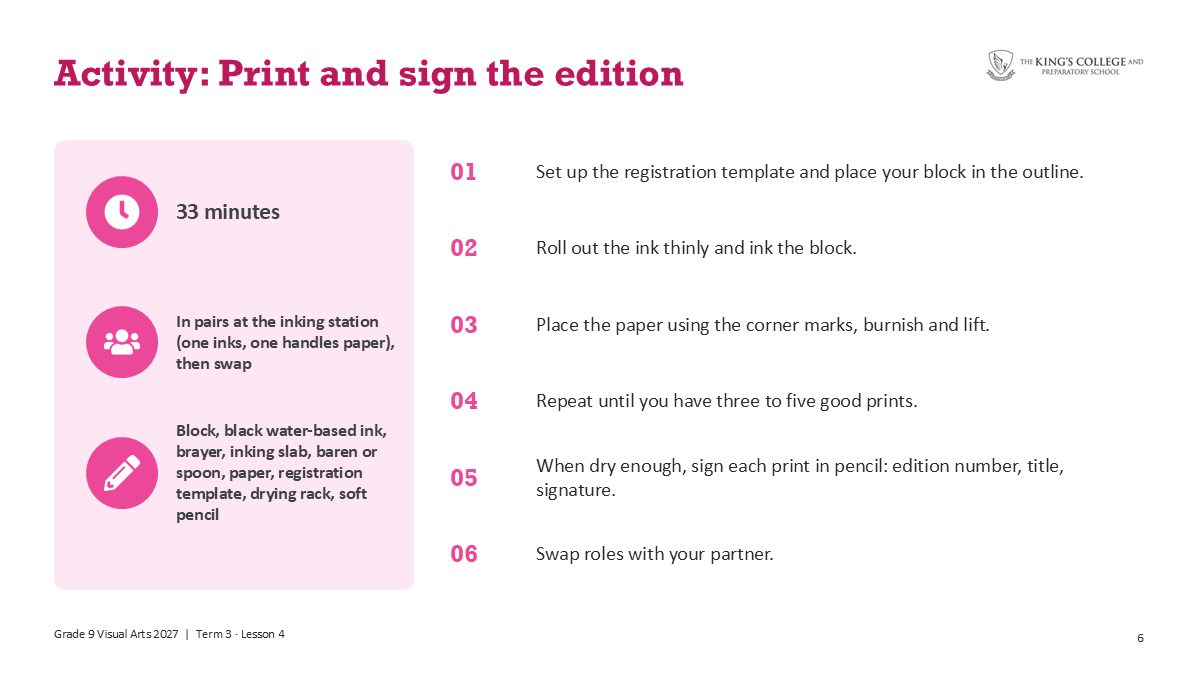 Activity: Print and sign the edition
THE KING'S COLLEGE AND
PREPARATORY SCHOOL
33 minutes
In pairs at the inking station
(one inks, one handles paper),
then swap
Block, black water-based ink,
brayer, inking slab, baren or
spoon, paper, registration
template, drying rack, soft
pencil
01
Set up the registration template and place your block in the outline.
02
Roll out the ink thinly and ink the block.
03
Place the paper using the corner marks, burnish and lift.
04
Repeat until you have three to five good prints.
05
When dry enough, sign each print in pencil: edition number, title,
signature.
06
Swap roles with your partner.
Grade 9 Visual Arts 2027 | Term 3 · Lesson 4
6